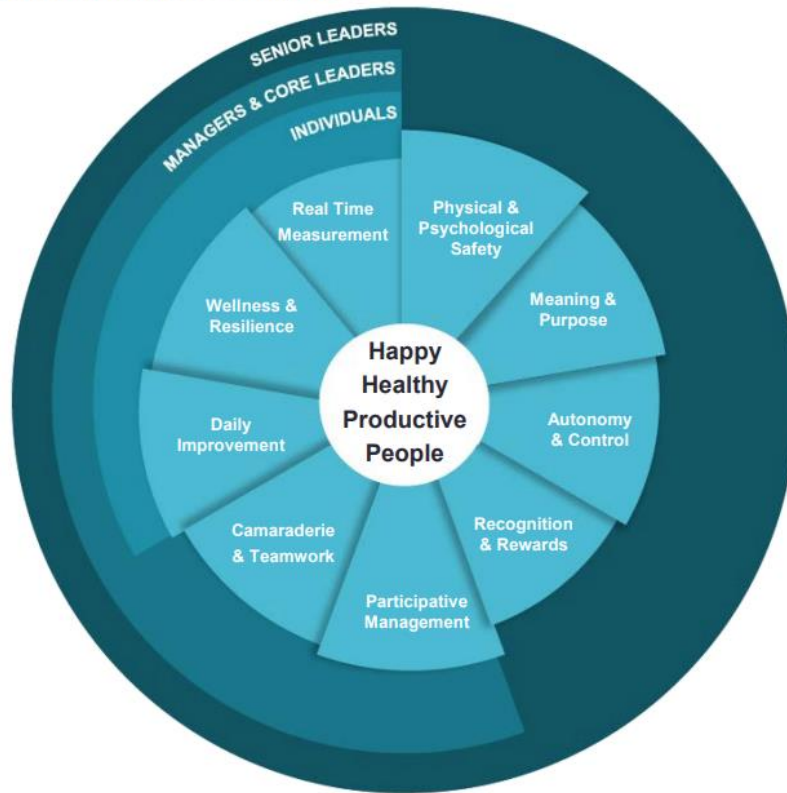 SENIOR LEADERS
MANAGERS & CORE LEADERS
INDIVIDUALS
Real Time
Measurement
Physical &
Psychological
Safety
Wellness &
Resilience
Meaning &
Purpose
Happy
Healthy
Productive
People
Daily
Improvement
Autonomy
& Control
Camaraderie
& Teamwork
Recognition
& Rewards
Participative
Management